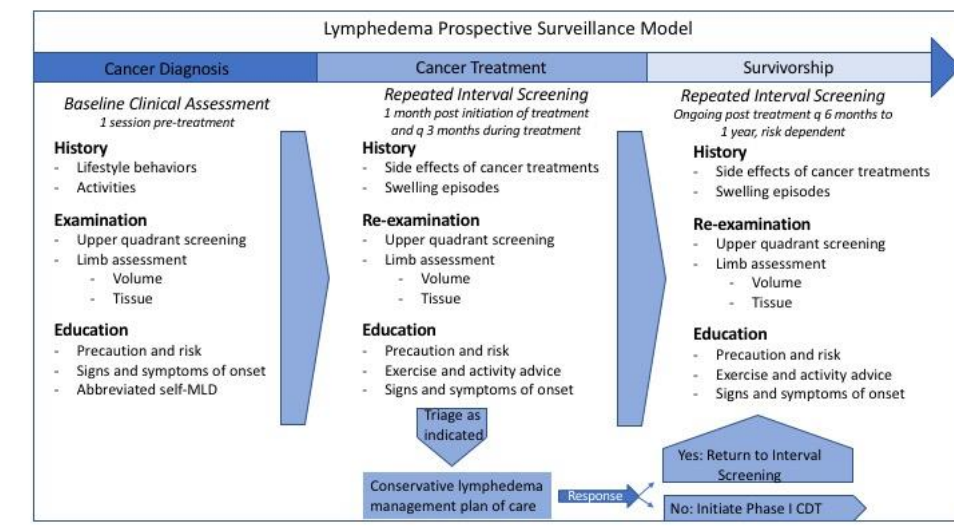 Lymphedema Prospective Surveillance Model
Cancer Diagnosis
Cancer Treatment
Survivorship
Baseline Clinical Assessment
1 session pre-treatment
History
- Lifestyle behaviors
- Activities
Examination
- Upper quadrant screening
- Limb assessment
- Volume
- Tissue
Education
- Precaution and risk
- Signs and symptoms of onset
- Abbreviated self-MLD
Repeated Interval Screening
1 month post initiation of treatment
and q 3 months during treatment
History
- Side effects of cancer treatments
- Swelling episodes
Re-examination
- Upper quadrant screening
- Limb assessment
- Volume
- Tissue
Education
- Precaution and risk
- Exercise and activity advice
- Signs and symptoms of onset
Triage as
indicated
Conservative lymphedema
management plan of care
Response
Repeated Interval Screening
Ongoing post treatment q 6 months to
1 year, risk dependent
History
- Side effects of cancer treatments
- Swelling episodes
Re-examination
- Upper quadrant screening
- Limb assessment
- Volume
- Tissue
Education
- Precaution and risk
- Exercise and activity advice
- Signs and symptoms of onset
Yes: Return to Interval
Screening
No: Initiate Phase I CDT